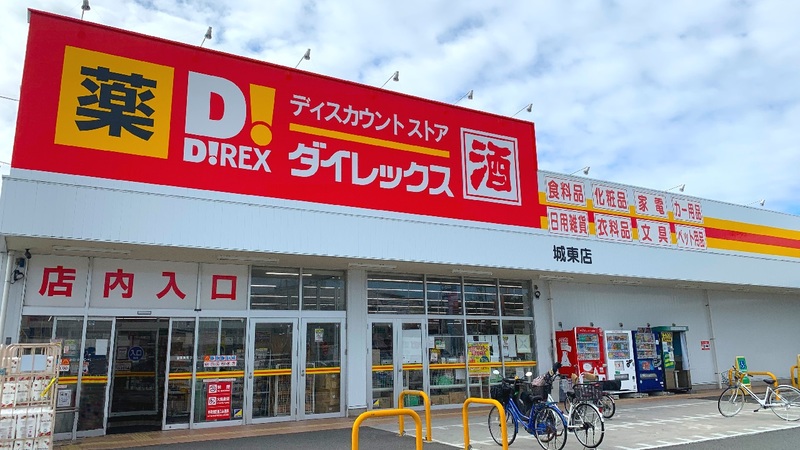 薬
D!
D!REX
ディスカウント ストア
ダイレックス
酒
食料品 化粧品 家電 カー用品
日用雑貨 衣料品 文具 ペット用品
城東店
店内入口